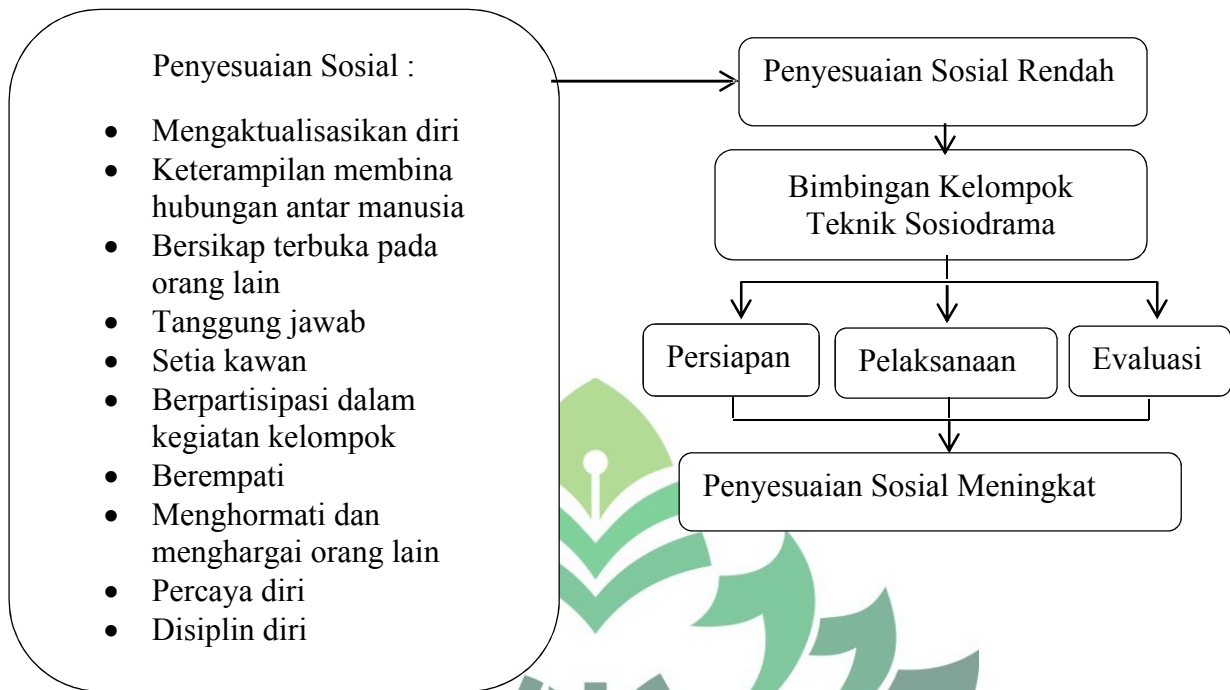 Penyesuaian Sosial :
• Mengaktualisasikan diri
• Keterampilan membina
hubungan antar manusia
• Bersikap terbuka pada
orang lain
• Tanggung jawab
• Setia kawan
• Berpartisipasi dalam
kegiatan kelompok
• Berempati
• Menghormati dan
menghargai orang lain
• Percaya diri
• Disiplin diri
Penyesuaian Sosial Rendah
Bimbingan Kelompok
Teknik Sosiodrama
Persiapan
Pelaksanaan
Evaluasi
Penyesuaian Sosial Meningkat